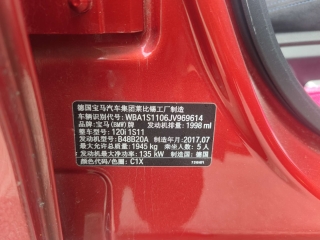 德国宝马汽车集团莱比锡工厂制造
车辆识别代号: WBA1S1106JV969614
品牌: 宝马(BMW)牌 发动机排量: 1998 ml
整车型号: 120i 1S11
发动机型号: B48B20A 制造年月: 2017.07
最大允许总质量: 1945 kg 乘坐人数: 5 人
发动机最大净功率: 135 kW 制造国: 德国
颜色代码/色圈: C1X